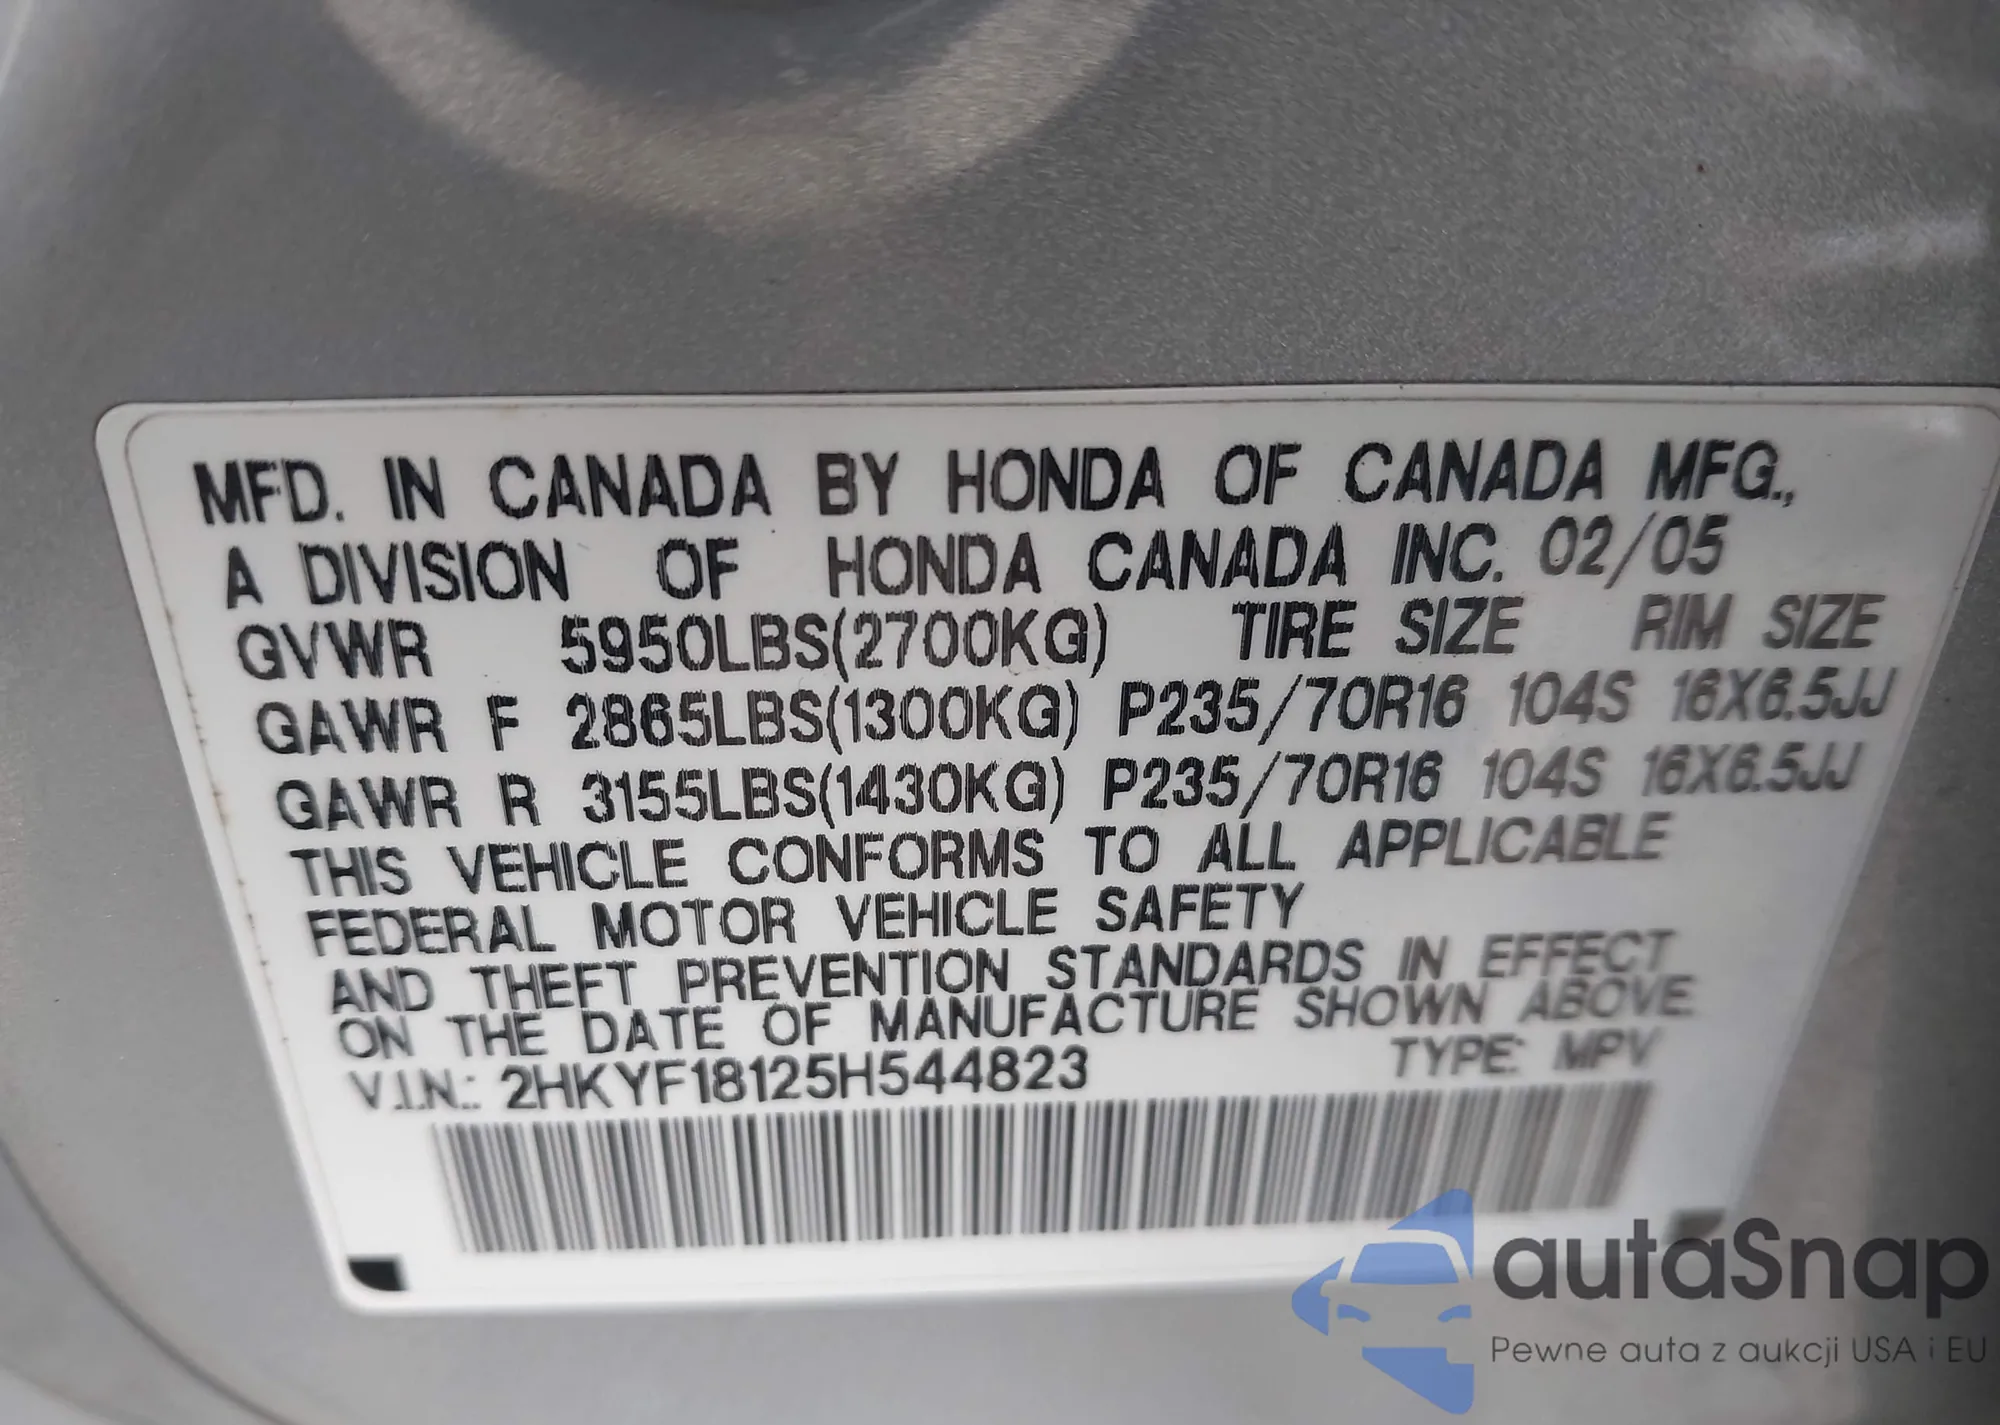 MFD. IN CANADA BY HONDA OF CANADA MFG.,
A DIVISION OF HONDA CANADA INC. 02/05
GVWR 5950LBS(2700KG) TIRE SIZE RIM SIZE
GAWR F 2865LBS(1300KG) P235/70R16 104S 16X6.5JJ
GAWR R 3155LBS(1430KG) P235/70R16 104S 16X6.5JJ
THIS VEHICLE CONFORMS TO ALL APPLICABLE
FEDERAL MOTOR VEHICLE SAFETY
AND THEFT PREVENTION STANDARDS IN EFFECT
ON THE DATE OF MANUFACTURE SHOWN ABOVE
V.I.N.: 2HKYF18125H544823 TYPE: MPV
autaSnap
Pewne auta z aukcji USA i EU